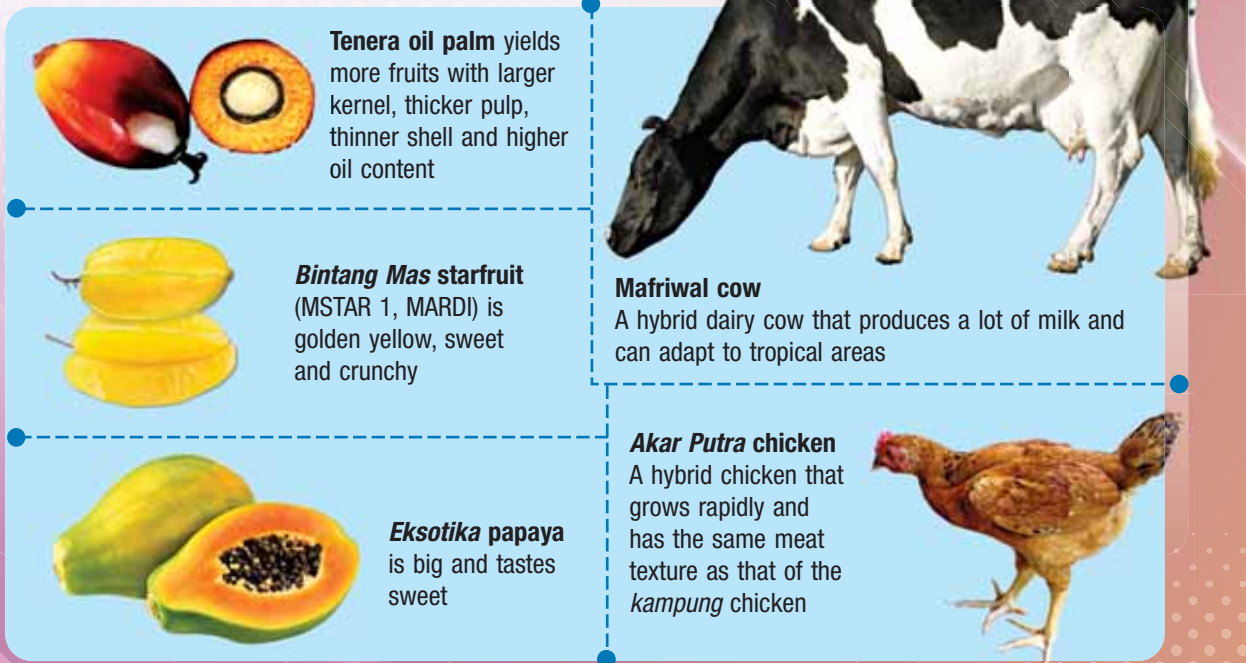 Tenera oil palm yields
more fruits with larger
kernel, thicker pulp,
thinner shell and higher
oil content
Bintang Mas starfruit
(MSTAR 1, MARDI) is
golden yellow, sweet
and crunchy
Eksotika papaya
is big and tastes
sweet
Mafriwal cow
A hybrid dairy cow that produces a lot of milk and
can adapt to tropical areas
Akar Putra chicken
A hybrid chicken that
grows rapidly and
has the same meat
texture as that of the
kampung chicken